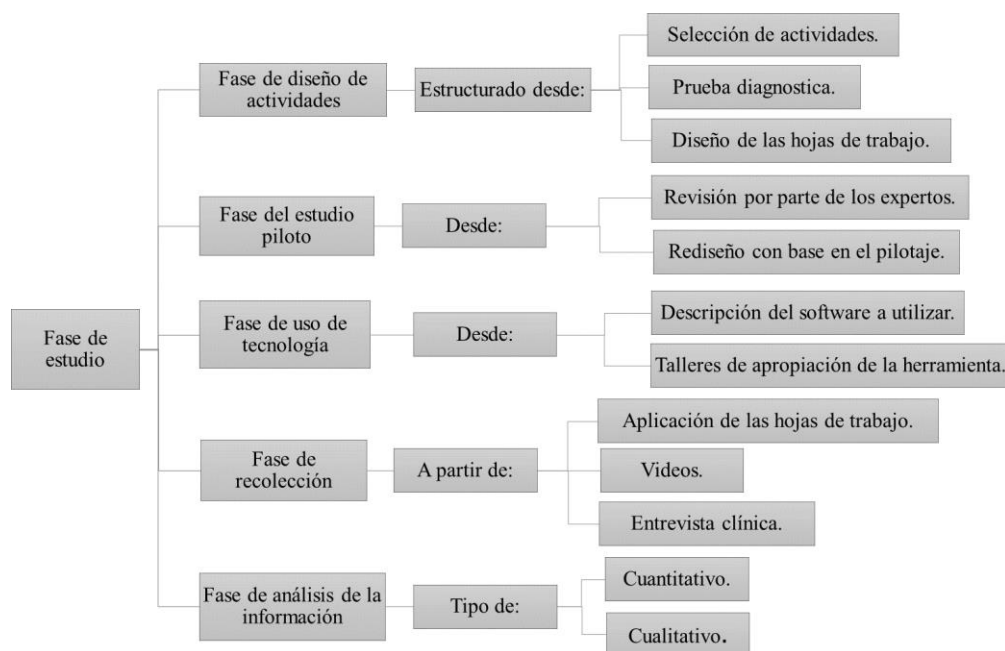 Fase de
estudio
Fase de diseño de
actividades
Estructurado desde:
Selección de actividades.
Prueba diagnostica.
Diseño de las hojas de trabajo.
Fase del estudio
piloto
Desde:
Revisión por parte de los expertos.
Rediseño con base en el pilotaje.
Fase de uso de
tecnología
Desde:
Descripción del software a utilizar.
Talleres de apropiación de la herramienta.
Fase de
recolección
A partir de:
Aplicación de las hojas de trabajo.
Videos.
Entrevista clínica.
Fase de análisis de la
información
Tipo de:
Cuantitativo.
Cualitativo.